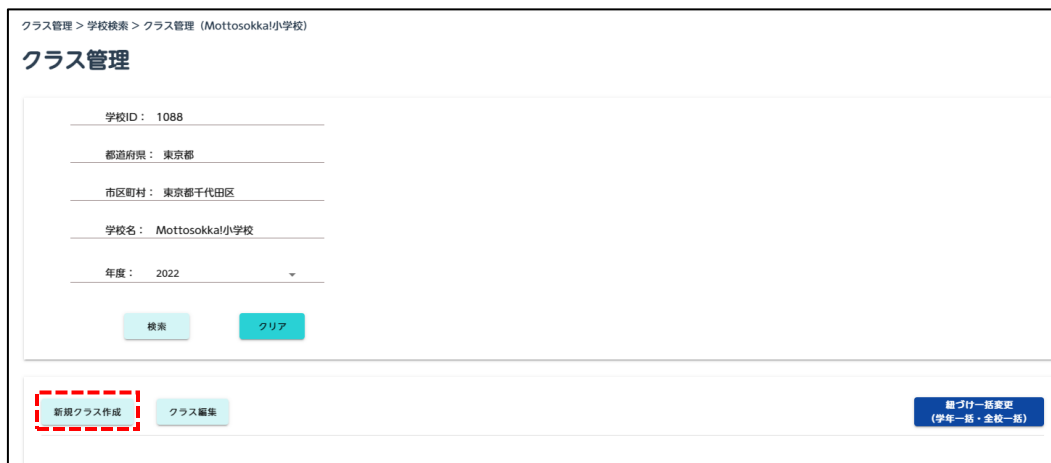 クラス管理 > 学校検索 > クラス管理（Mottosokka!小学校）
クラス管理
学校ID： 1088
都道府県： 東京都
市区町村： 東京都千代田区
学校名： Mottosokka!小学校
年度： 2022
検索 クリア
新規クラス作成 クラス編集 紐づけ一括変更
（学年一括・全校一括）